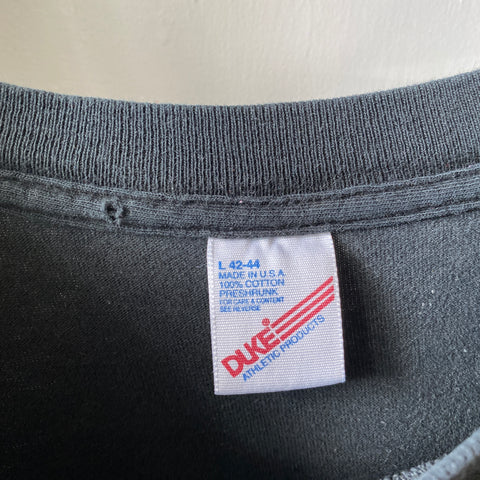 L 42-44
MADE IN U.S.A
100% COTTON
PRESHRUNK
FOR CARE & CONTENT
SEE REVERSE
DUKE
ATHLETIC PRODUCTS